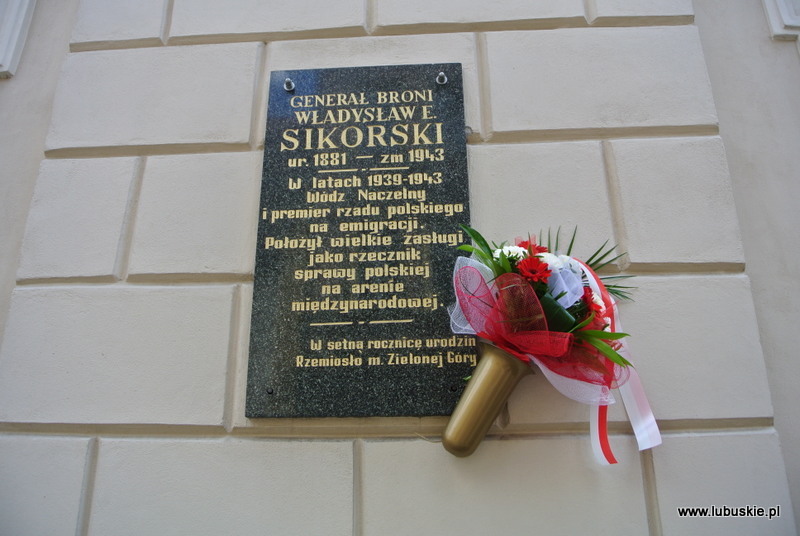 GENERAŁ BRONI
WŁADYSŁAW E.
SIKORSKI
ur. 1881 — zm 1943
W latach 1939-1943
Wódz Naczelny
i premier rządu polskiego
na emigracji.
Położył wielkie zasługi
jako rzecznik
sprawy polskiej
na arenie
międzynarodowej.
W setną rocznicę urodzin
Rzemiosło m. Zielonej Góry
www.lubuskie.pl